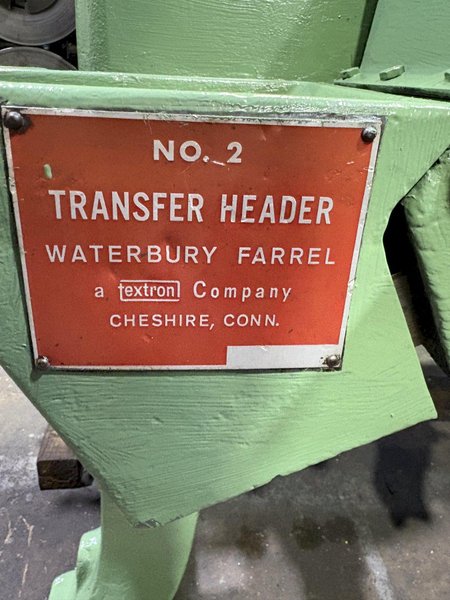 NO. 2
TRANSFER HEADER
WATERBURY FARREL
a textron Company
CHESHIRE, CONN.